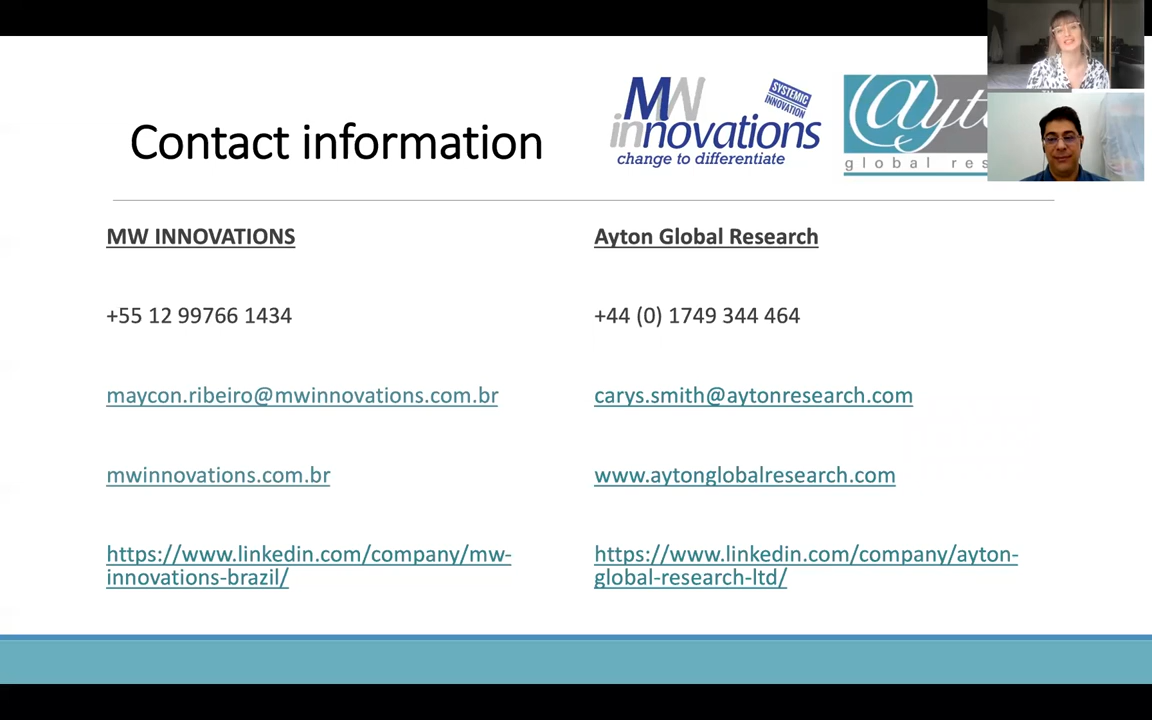 Contact information
MW
innovations
SYSTEMIC
INNOVATION
change to differentiate
@yt
global res
MW INNOVATIONS
+55 12 99766 1434
maycon.ribeiro@mwinnovations.com.br
mwinnovations.com.br
https://www.linkedin.com/company/mw-
innovations-brazil/
Ayton Global Research
+44 (0) 1749 344 464
carys.smith@aytonresearch.com
www.aytonglobalresearch.com
https://www.linkedin.com/company/ayton-
global-research-ltd/